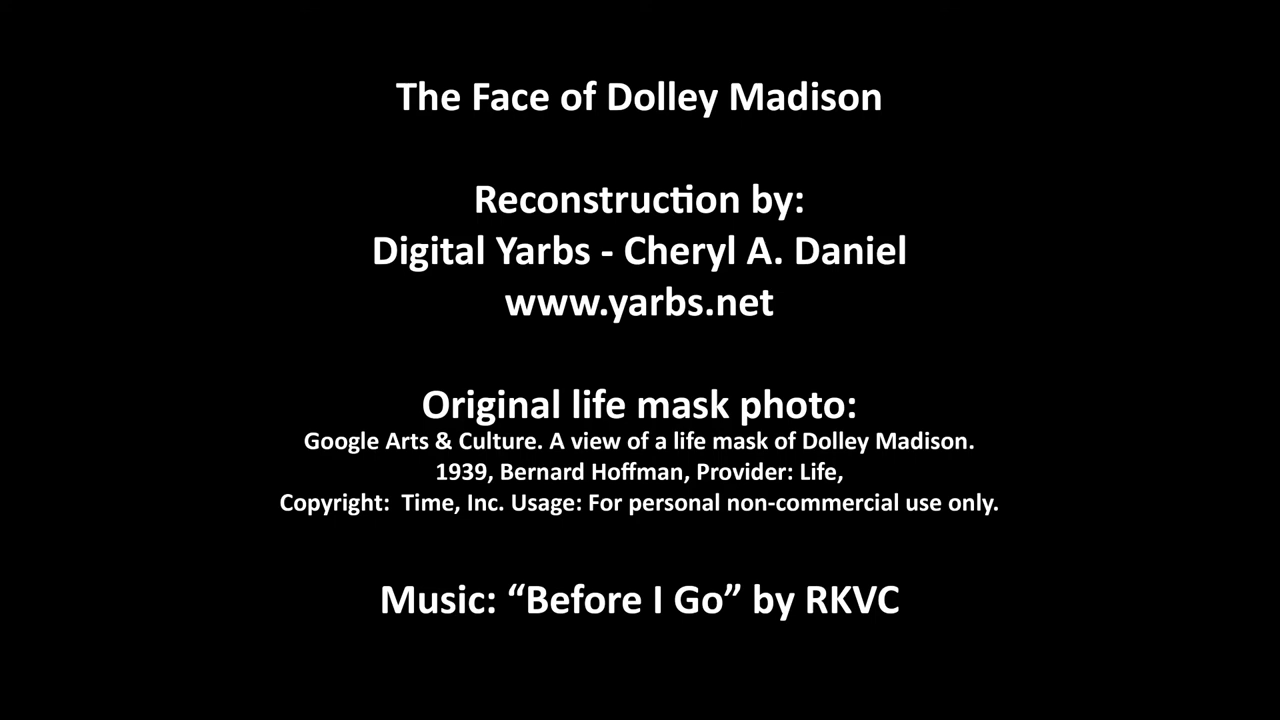 The Face of Dolley Madison
Reconstruction by:
Digital Yarbs - Cheryl A. Daniel
www.yarbs.net
Original life mask photo:
Google Arts & Culture. A view of a life mask of Dolley Madison.
1939, Bernard Hoffman, Provider: Life,
Copyright:  Time, Inc. Usage: For personal non-commercial use only.
Music: “Before I Go” by RKVC